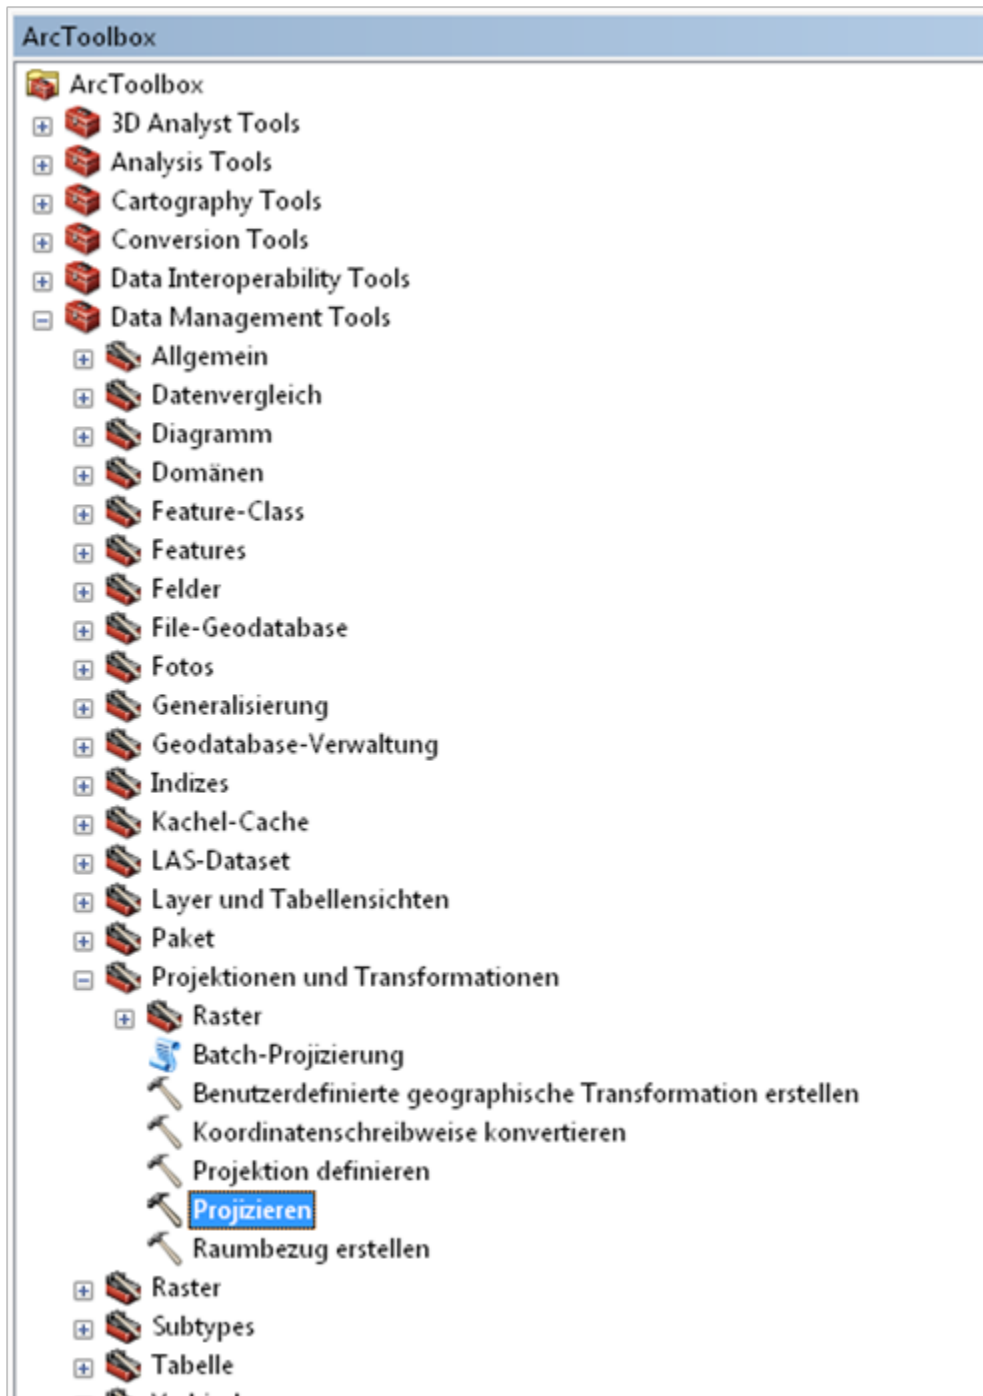 ArcToolbox
ArcToolbox
3D Analyst Tools
Analysis Tools
Cartography Tools
Conversion Tools
Data Interoperability Tools
Data Management Tools
Allgemein
Datenvergleich
Diagramm
Domänen
Feature-Class
Features
Felder
File-Geodatabase
Fotos
Generalisierung
Geodatabase-Verwaltung
Indizes
Kachel-Cache
LAS-Dataset
Layer und Tabellensichten
Paket
Projektionen und Transformationen
Raster
Batch-Projizierung
Benutzerdefinierte geographische Transformation erstellen
Koordinatenschreibweise konvertieren
Projektion definieren
Projizieren
Raumbezug erstellen
Raster
Subtypes
Tabelle